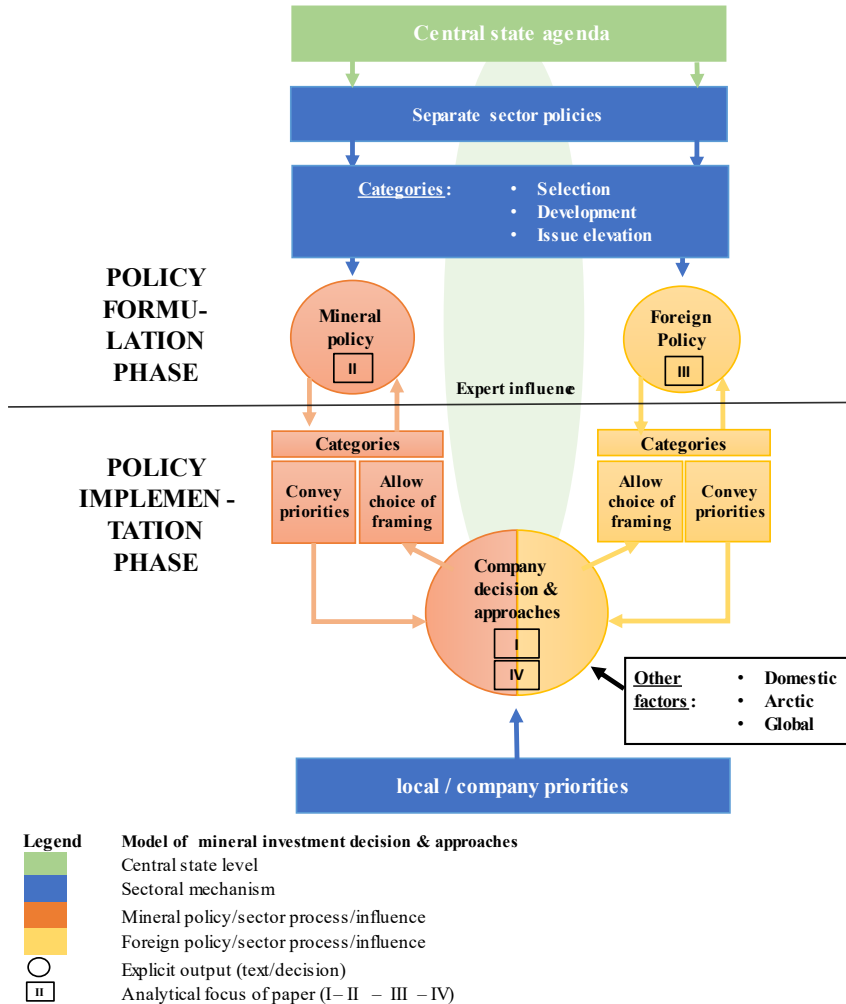 Central state agenda
Separate sector policies
Categories:
• Selection
• Development
• Issue elevation
POLICY
FORMU-
LATION
PHASE
Mineral
policy
II
Foreign
Policy
III
Expert influence
POLICY
IMPLEMEN -
TATION
PHASE
Categories
Convey
priorities
Allow
choice of
framing
Categories
Allow
choice of
framing
Convey
priorities
Company
decision &
approaches
I
IV
Other
factors:
• Domestic
• Arctic
• Global
local / company priorities
Legend Model of mineral investment decision & approaches
Central state level
Sectoral mechanism
Mineral policy/sector process/influence
Foreign policy/sector process/influence
Explicit output (text/decision)
II Analytical focus of paper (I – II – III – IV)